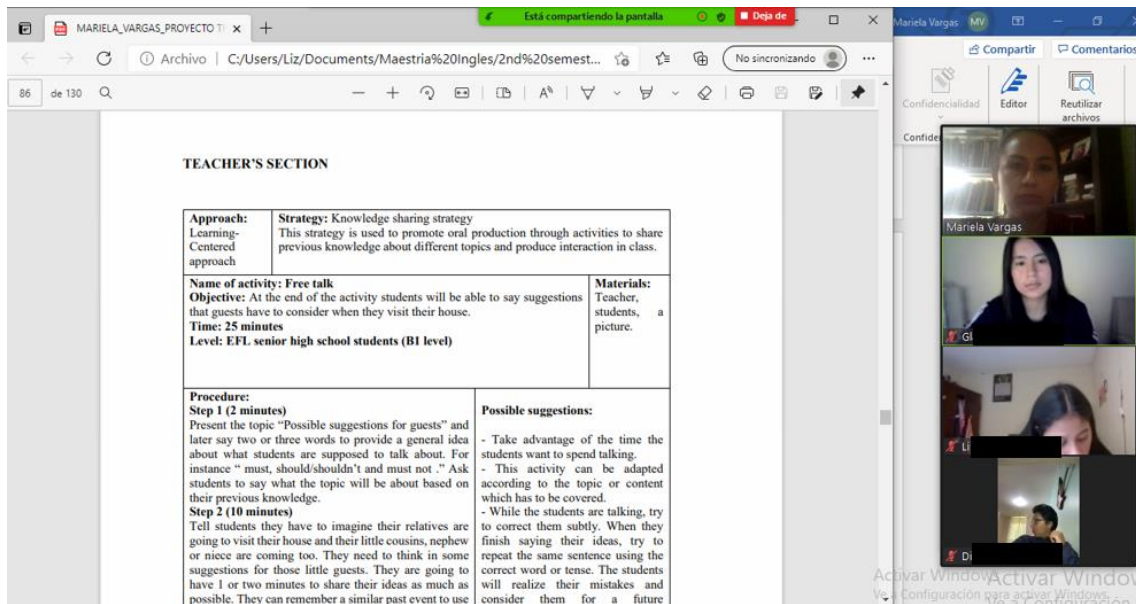 MARIELA_VARGAS_PROYECTO TI
Está compartiendo la pantalla
Deja de
Mariela Vargas
MV
Archivo
C:/Users/Liz/Documents/Maestria%20Ingles/2nd%20semest...
No sincronizando
Compartir
Comentarios
86
de 130
Confidencialidad
Editor
Reutilizar
archivos
Confide
TEACHER'S SECTION
Approach:
Learning-
Centered
approach
Strategy: Knowledge sharing strategy
This strategy is used to promote oral production through activities to share
previous knowledge about different topics and produce interaction in class.
Name of activity: Free talk
Objective: At the end of the activity students will be able to say suggestions
that guests have to consider when they visit their house.
Time: 25 minutes
Level: EFL senior high school students (B1 level)
Materials:
Teacher,
students, a
picture.
Procedure:
Step 1 (2 minutes)
Present the topic “Possible suggestions for guests” and
later say two or three words to provide a general idea
about what students are supposed to talk about. For
instance “ must, should/shouldn’t and must not .” Ask
students to say what the topic will be about based on
their previous knowledge.
Step 2 (10 minutes)
Tell students they have to imagine their relatives are
going to visit their house and their little cousins, nephew
or niece are coming too. They need to think in some
suggestions for those little guests. They are going to
have 1 or two minutes to share their ideas as much as
possible. They can remember a similar past event to use
Possible suggestions:
- Take advantage of the time the
students want to spend talking.
- This activity can be adapted
according to the topic or content
which has to be covered.
- While the students are talking, try
to correct them subtly. When they
finish saying their ideas, try to
repeat the same sentence using the
correct word or tense. The students
will realize their mistakes and
consider them for a future
Mariela Vargas
Gl
Li
Di
Activar Windows
Ve a Configuración para activar Windows.